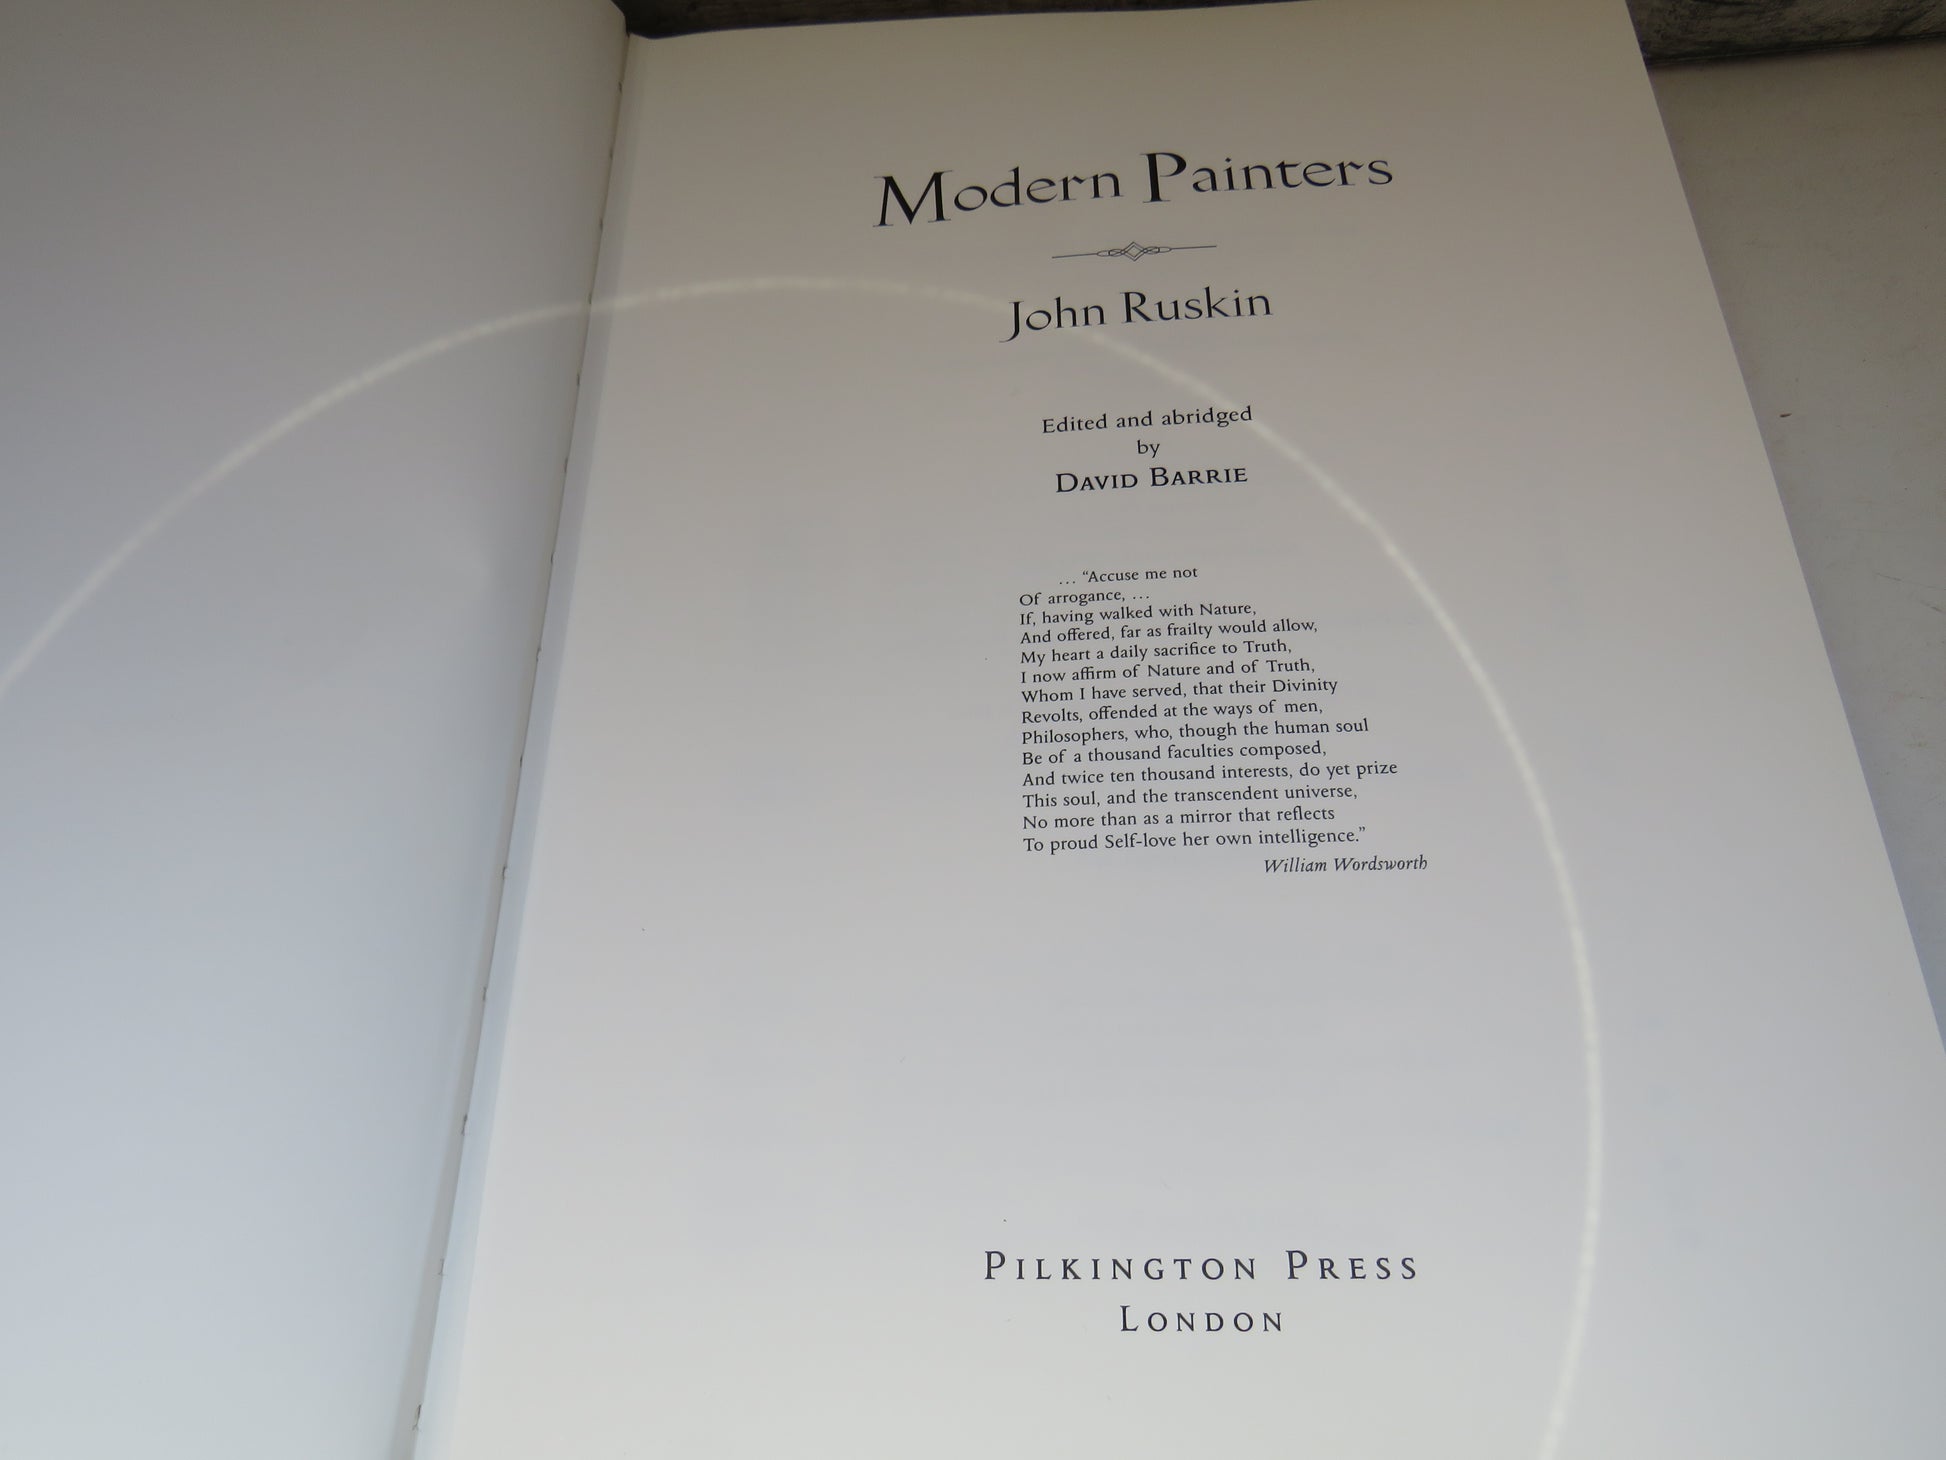 Modern Painters
John Ruskin
Edited and abridged
by
DAVID BARRIE
... “Accuse me not
Of arrogance, ...
If, having walked with Nature,
And offered, far as frailty would allow,
My heart a daily sacrifice to Truth,
I now affirm of Nature and of Truth,
Whom I have served, that their Divinity
Revolts, offended at the ways of men,
Philosophers, who, though the human soul
Be of a thousand faculties composed,
And twice ten thousand interests, do yet prize
This soul, and the transcendent universe,
No more than as a mirror that reflects
To proud Self-love her own intelligence.”
William Wordsworth
PILKINGTON PRESS
LONDON